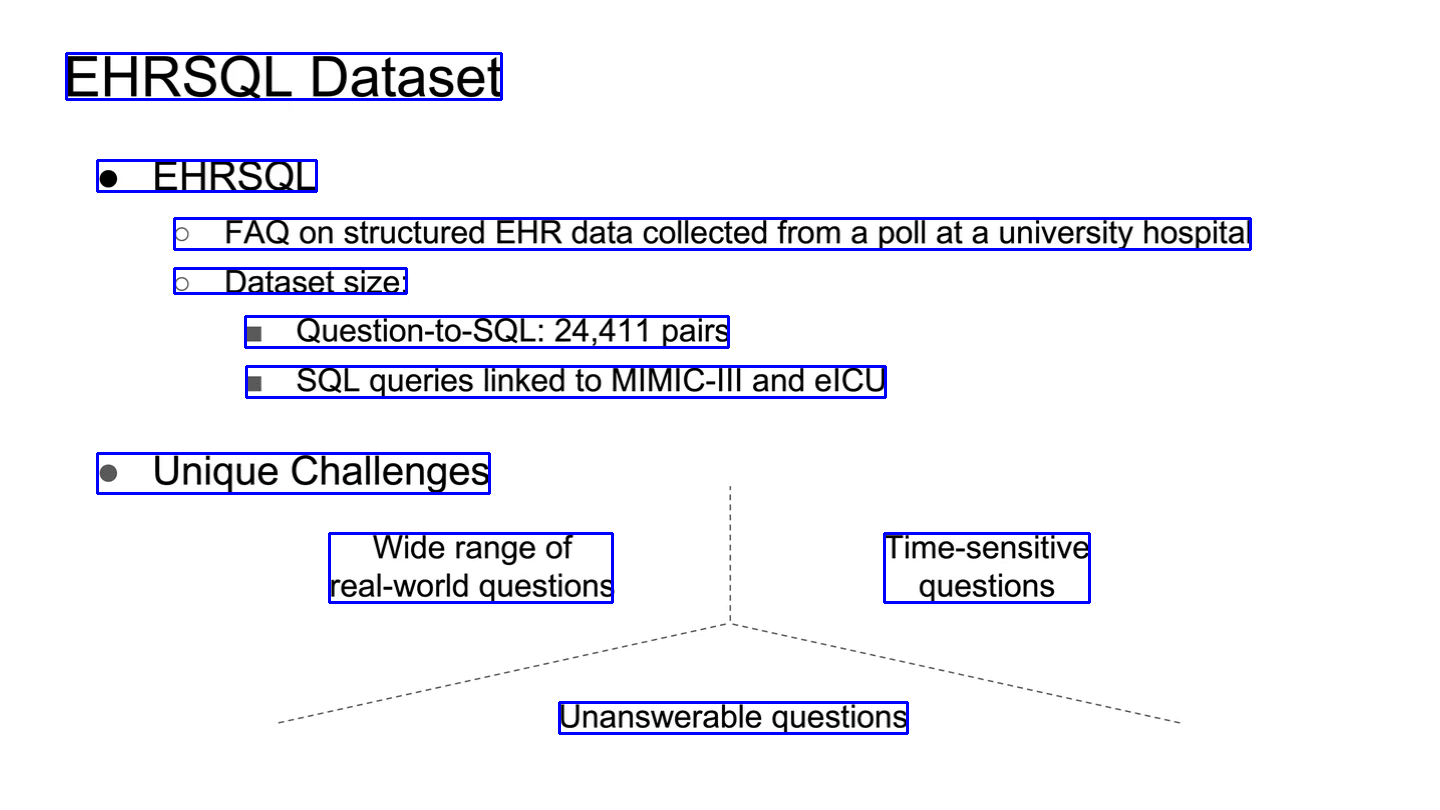 EHRSQL Dataset
● EHRSQL
○ FAQ on structured EHR data collected from a poll at a university hospital
○ Dataset size:
■ Question-to-SQL: 24,411 pairs
■ SQL queries linked to MIMIC-III and eICU
● Unique Challenges
Wide range of
real-world questions
Time-sensitive
questions
Unanswerable questions